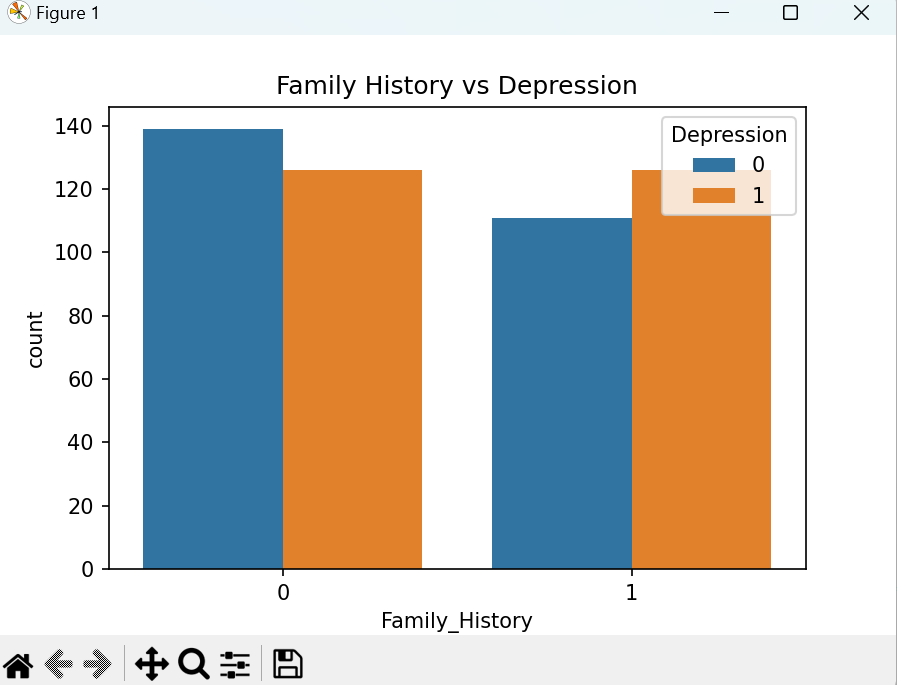 Figure 1
Family History vs Depression
Depression
0
1
140
120
100
80
60
40
20
0
count
0 1
Family_History